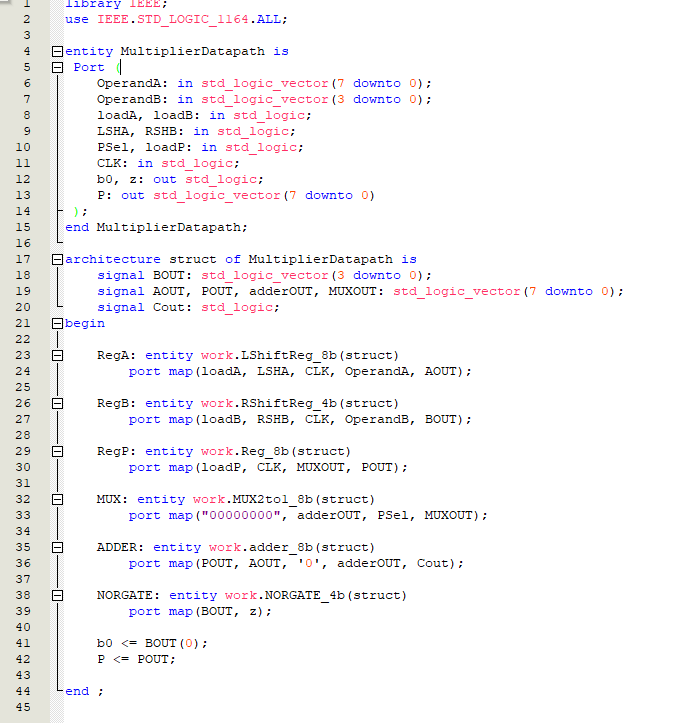 1 library IEEE;
2 use IEEE.STD_LOGIC_1164.ALL;
3
4 entity MultiplierDatapath is
5 Port (
6 OperandA: in std_logic_vector(7 downto 0);
7 OperandB: in std_logic_vector(3 downto 0);
8 loadA, loadB: in std_logic;
9 LSHA, RSHB: in std_logic;
10 PSel, loadP: in std_logic;
11 CLK: in std_logic;
12 b0, z: out std_logic;
13 P: out std_logic_vector(7 downto 0)
14 );
15 end MultiplierDatapath;
16
17 architecture struct of MultiplierDatapath is
18 signal BOUT: std_logic_vector(3 downto 0);
19 signal AOUT, POUT, adderOUT, MUXOUT: std_logic_vector(7 downto 0);
20 signal Cout: std_logic;
21 begin
22
23 RegA: entity work.LShiftReg_8b(struct)
24 port map(loadA, LSHA, CLK, OperandA, AOUT);
25
26 RegB: entity work.RShiftReg_4b(struct)
27 port map(loadB, RSHB, CLK, OperandB, BOUT);
28
29 RegP: entity work.Reg_8b(struct)
30 port map(loadP, CLK, MUXOUT, POUT);
31
32 MUX: entity work.MUX2to1_8b(struct)
33 port map("00000000", adderOUT, PSel, MUXOUT);
34
35 ADDER: entity work.adder_8b(struct)
36 port map(POUT, AOUT, '0', adderOUT, Cout);
37
38 NORGATE: entity work.NORGATE_4b(struct)
39 port map(BOUT, z);
40
41 b0 <= BOUT(0);
42 P <= POUT;
43
44 end ;
45